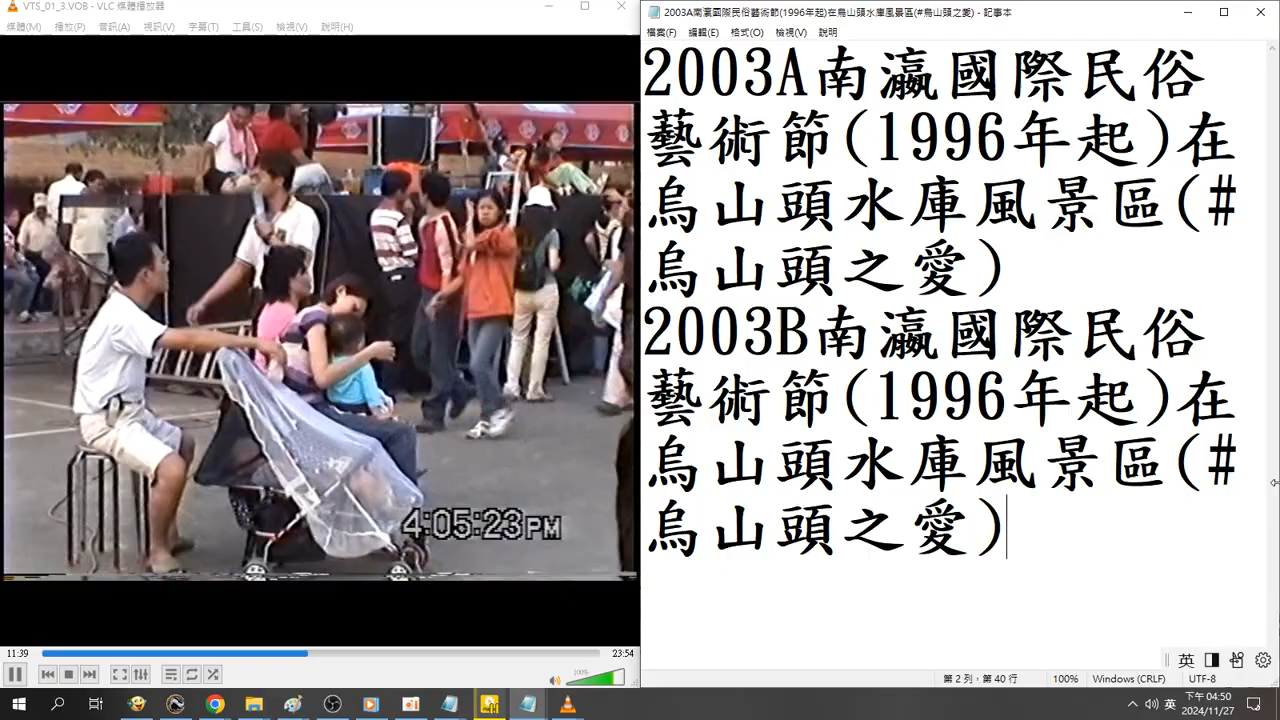 VTS_01_3.VOB - VLC 媒體播放器
媒體(M) 播放(P) 音訊(A) 視訊(V) 字幕(T) 工具(S) 檢視(V) 說明(H)
4:05:23PM
11:39
23:54
100%
2003A南瀛國際民俗藝術節(1996年起)在烏山頭水庫風景區(#烏山頭之愛) - 記事本
檔案(F) 編輯(E) 格式(O) 檢視(V) 說明
2003A南瀛國際民俗
藝術節(1996年起)在
烏山頭水庫風景區(#
烏山頭之愛)
2003B南瀛國際民俗
藝術節(1996年起)在
烏山頭水庫風景區(#
烏山頭之愛)
英
第 2 列，第 40 行
100%
Windows (CRLF)
UTF-8
英
下午 04:50
2024/11/27